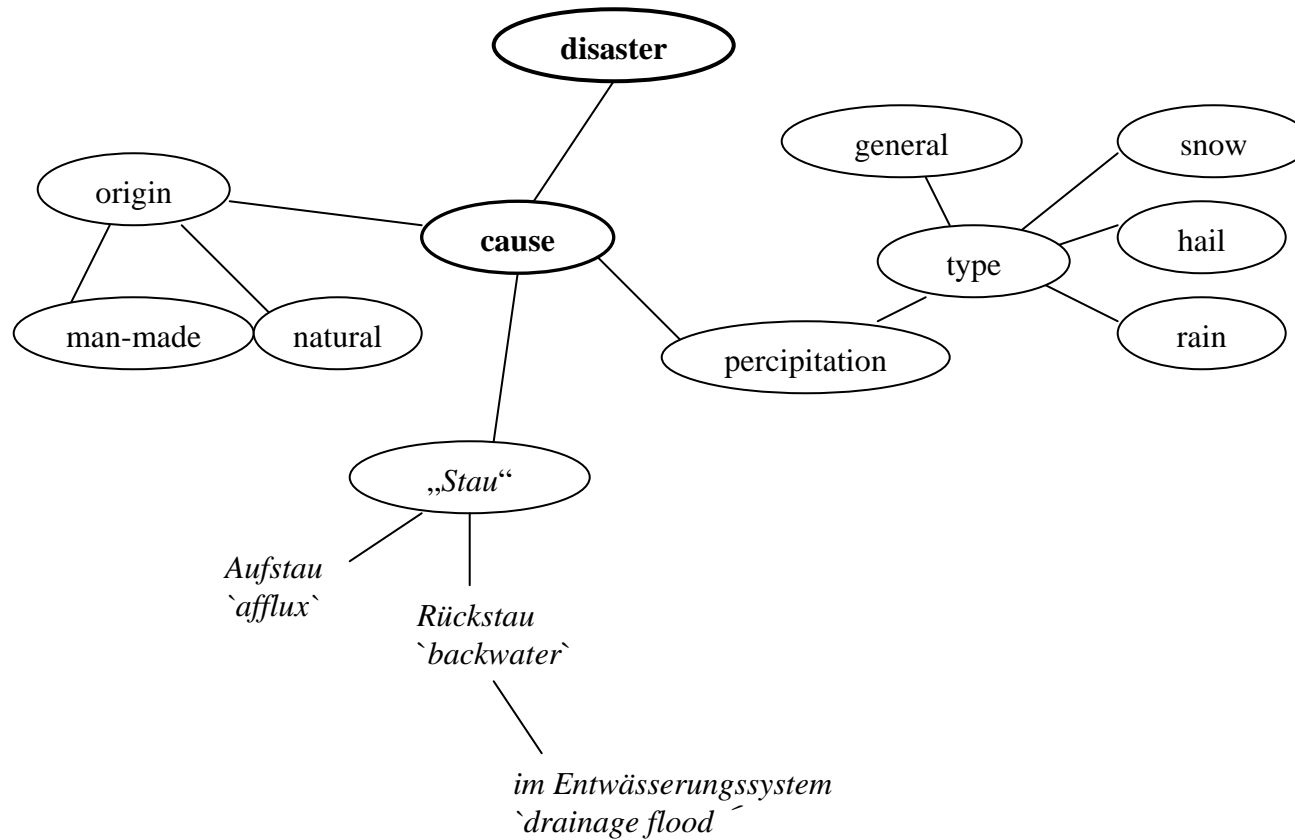 disaster
general
snow
origin
cause
hail
type
man-made
natural
rain
percipitation
„Stau“
Aufstau
`afflux`
Rückstau
`backwater`
im Entwässerungssystem
`drainage flood ´